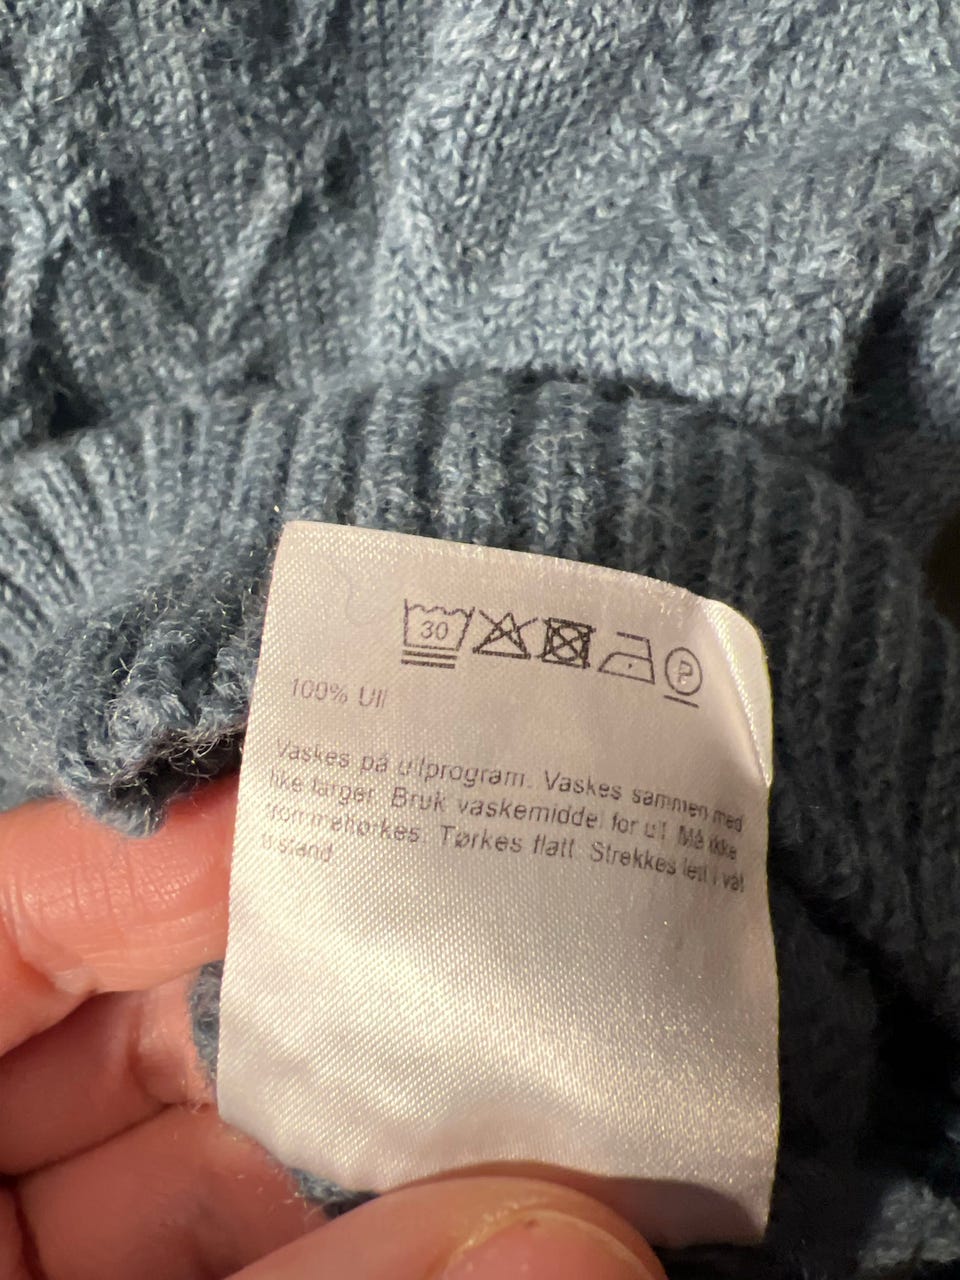 30
P
100% Ull
Vaskes på ullprogram. Vaskes sammen med
like farger. Bruk vaskemiddel for ull. Må ikke
trommeltørkes. Tørkes flatt. Strekkes lett i våt
tilstand